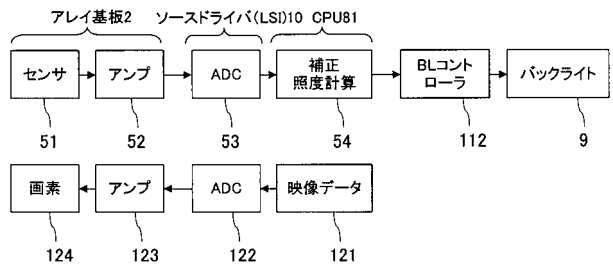 アレイ基板2
ソースドライバ(LSI)10 CPU81
センサ
アンプ
ADC
補正
照度計算
BLコント
ローラ
バックライト
51
52
53
54
112
9
画素
アンプ
ADC
映像データ
124
123
122
121